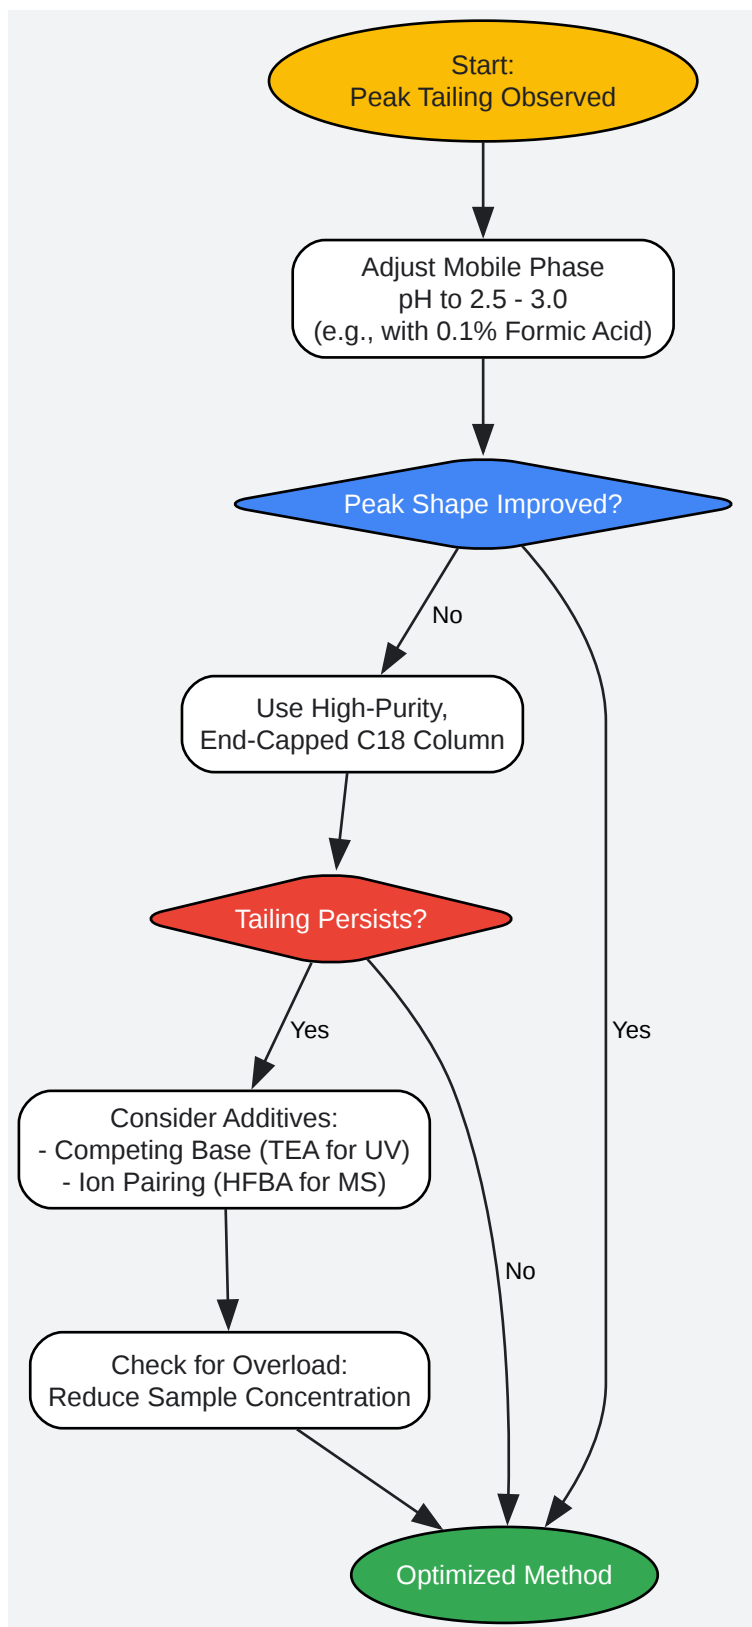 Start:
Peak Tailing Observed
Adjust Mobile Phase
pH to 2.5 - 3.0
(e.g., with 0.1% Formic Acid)
Peak Shape Improved?
No
Use High-Purity,
End-Capped C18 Column
Tailing Persists?
Yes
Yes
Consider Additives:
- Competing Base (TEA for UV)
- Ion Pairing (HFBA for MS)
No
Check for Overload:
Reduce Sample Concentration
Optimized Method